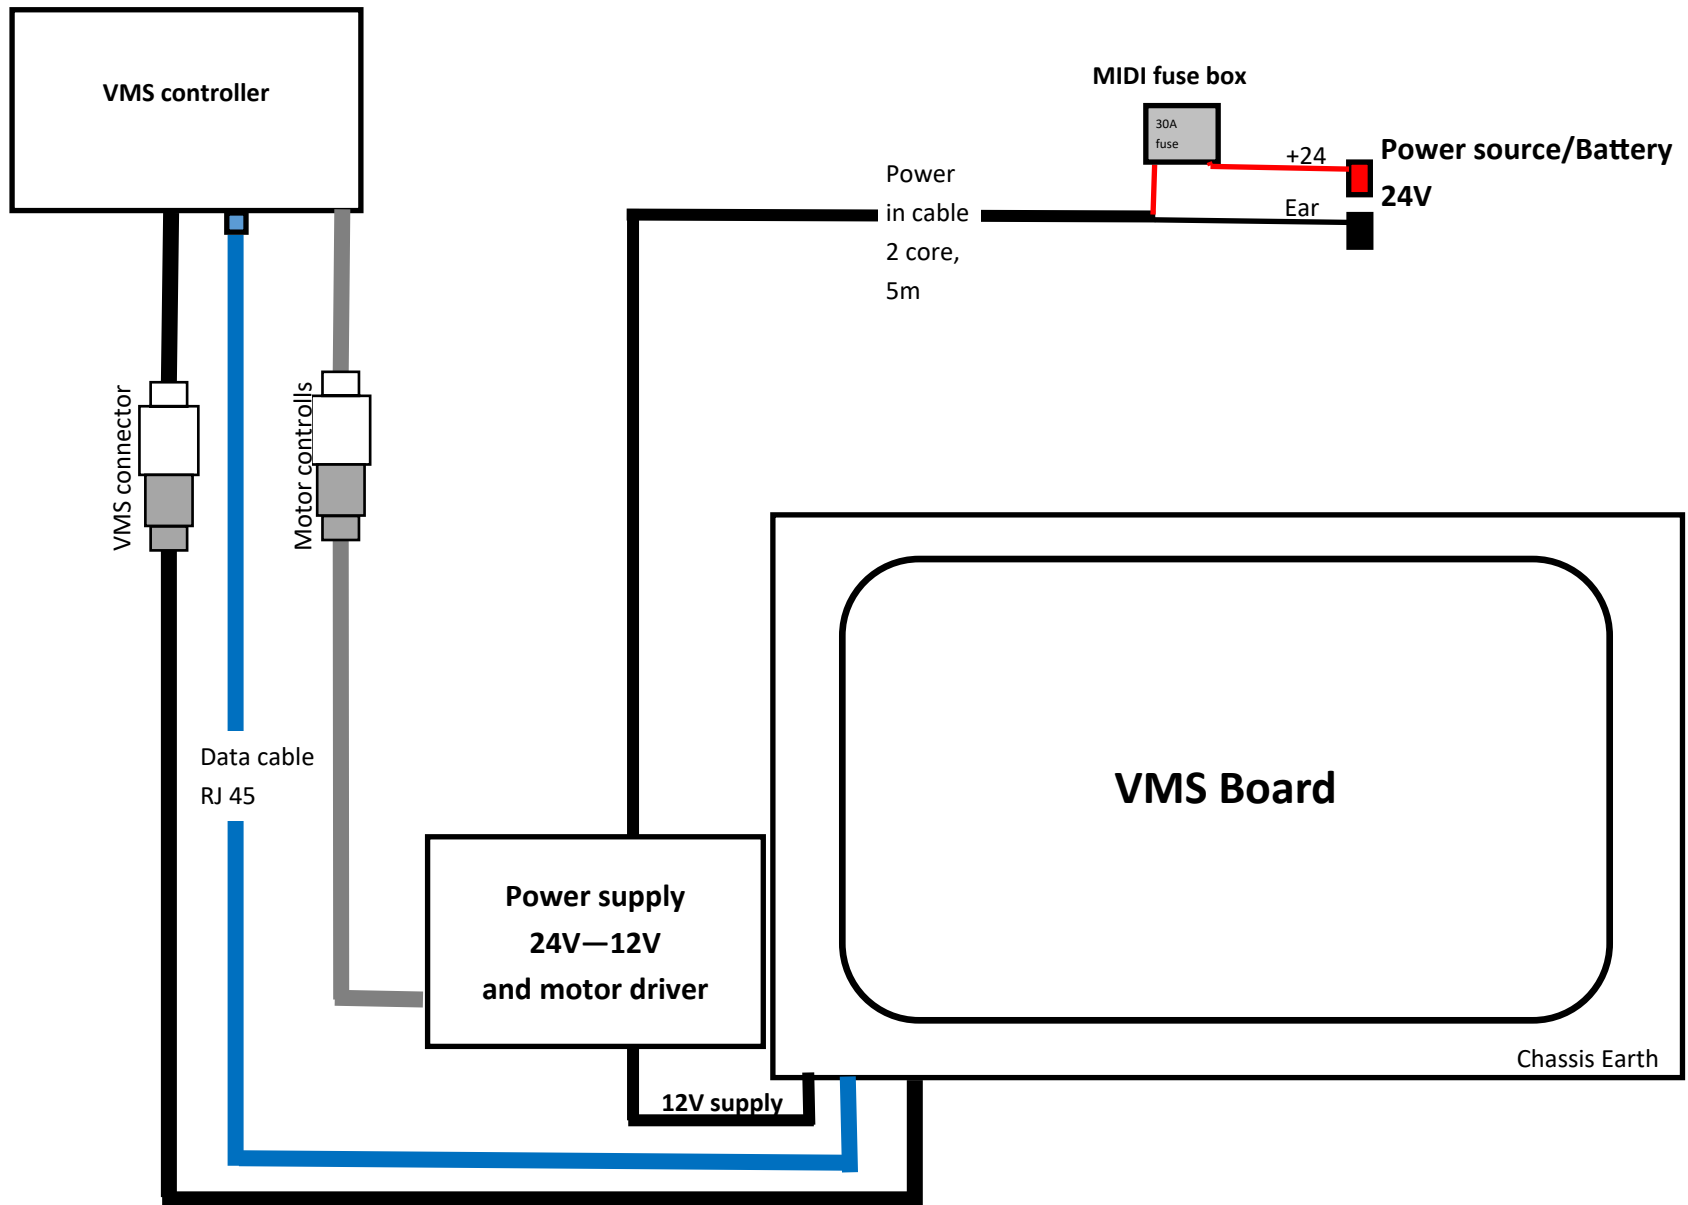 VMS controller
MIDI fuse box
30A
fuse
+24
Power source/Battery
24V
Ear
Power
in cable
2 core,
5m
VMS connector
Motor controlls
Data cable
RJ 45
Power supply
24V—12V
and motor driver
VMS Board
Chassis Earth
12V supply